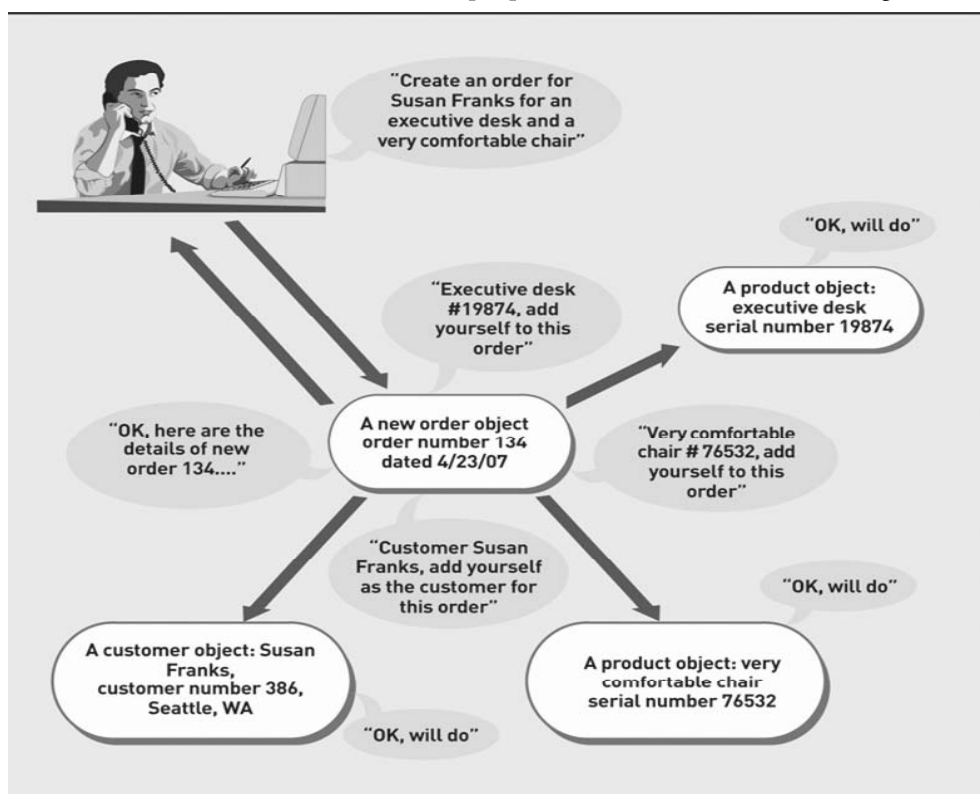 “Create an order for
Susan Franks for an
executive desk and a
very comfortable chair”
“OK, will do”
“Executive desk
#19874, add
yourself to this
order”
A product object:
executive desk
serial number 19874
“OK, here are the
details of new
order 134....”
A new order object
order number 134
dated 4/23/07
“Very comfortable
chair # 76532, add
yourself to this
order”
“Customer Susan
Franks, add yourself
as the customer for
this order”
“OK, will do”
A customer object: Susan
Franks,
customer number 386,
Seattle, WA
A product object: very
comfortable chair
serial number 76532
“OK, will do”